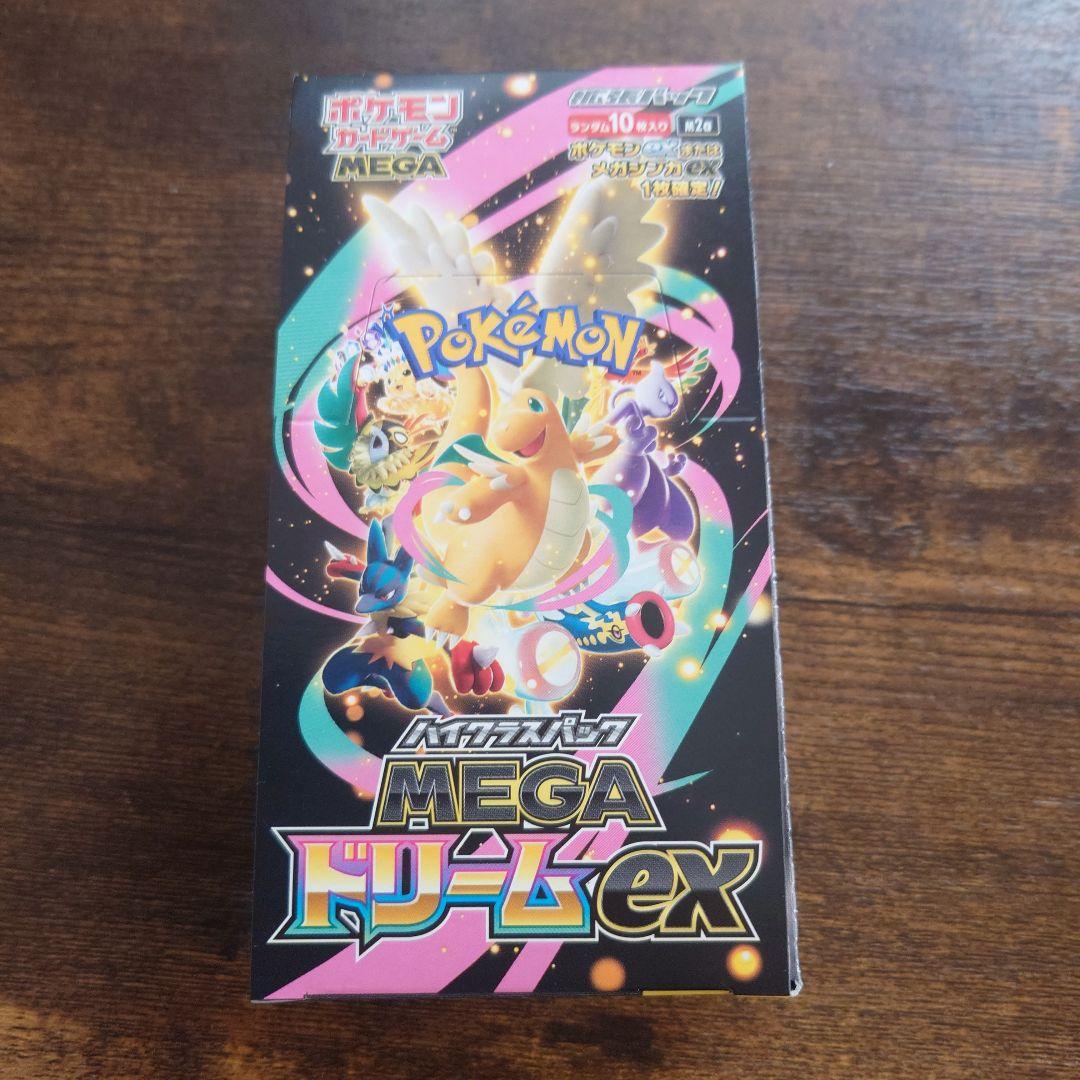 ポケモン
カードゲーム
MEGA
拡張パック
ランダム10枚入り 第2版
ポケモンexまたは
メガシンカex
1枚確定!
POKéMON
TM
ハイクラスパック
MEGA
ドリームex